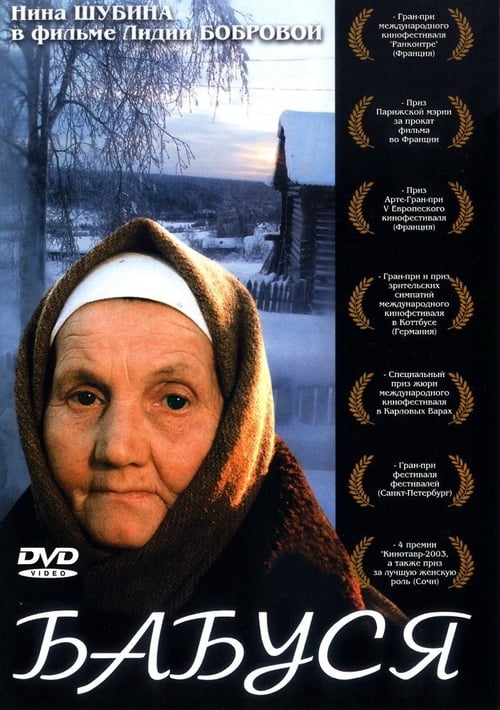 Нина ШУБИНА
в фильме Лидии БОБРОВОЙ
- Гран-при
международного
кинофестиваля
"Ранконтре"
(Франция)
- Приз
Парижской мэрии
за прокат
фильма
во Франции
- Приз
Арте-Гран-при
V Европеского
кинофестиваля
(Франция)
- Гран-при и приз
зрительских
симпатий
международного
кинофестиваля
в Коттбусе
(Германия)
- Специальный
приз жюри
международного
кинофестиваля
в Карловых Варах
- Гран-при
фестиваля
фестивалей
(Санкт-Петербург)
- 4 премии
"Кинотавр-2003,
а также приз
за лучшую женскую
роль (Сочи)
DVD
VIDEO
БАБУСЯ